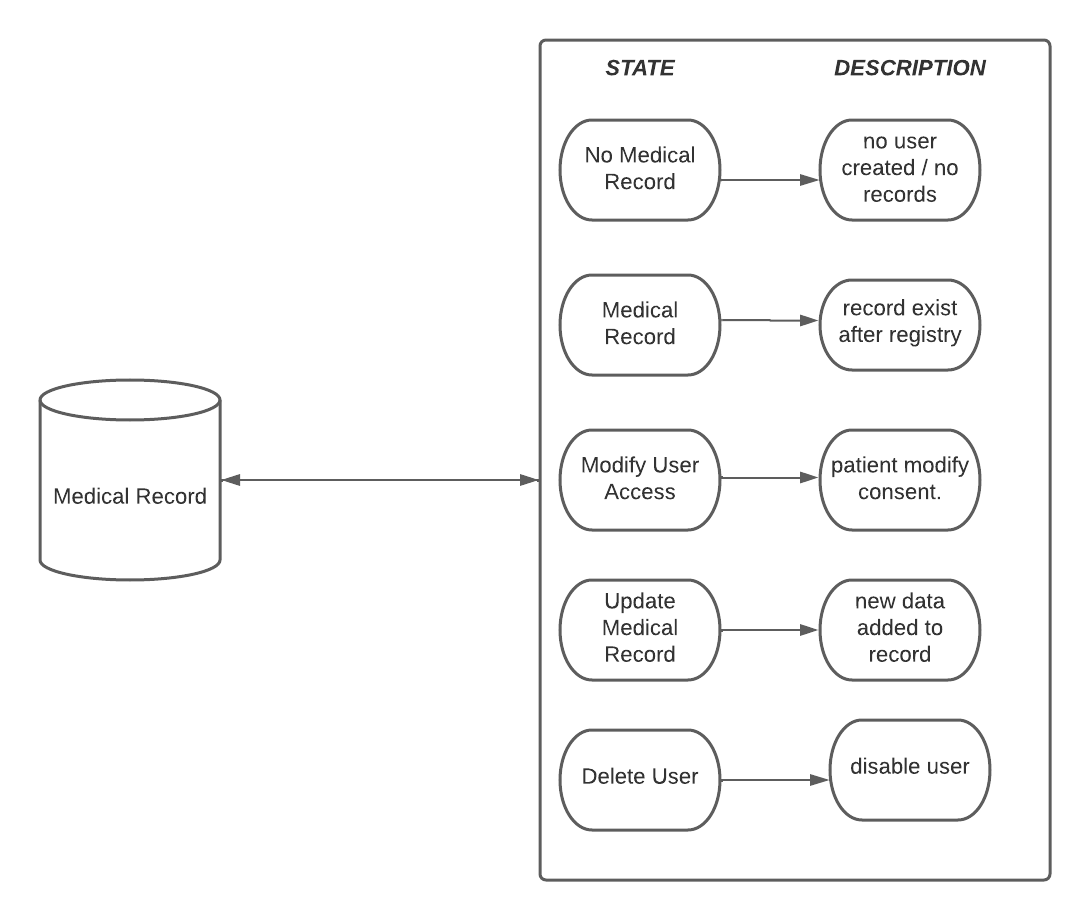 STATE
DESCRIPTION
No Medical
Record
no user
created / no
records
Medical
Record
record exist
after registry
Medical Record
Modify User
Access
patient modify
consent.
Update
Medical
Record
new data
added to
record
Delete User
disable user